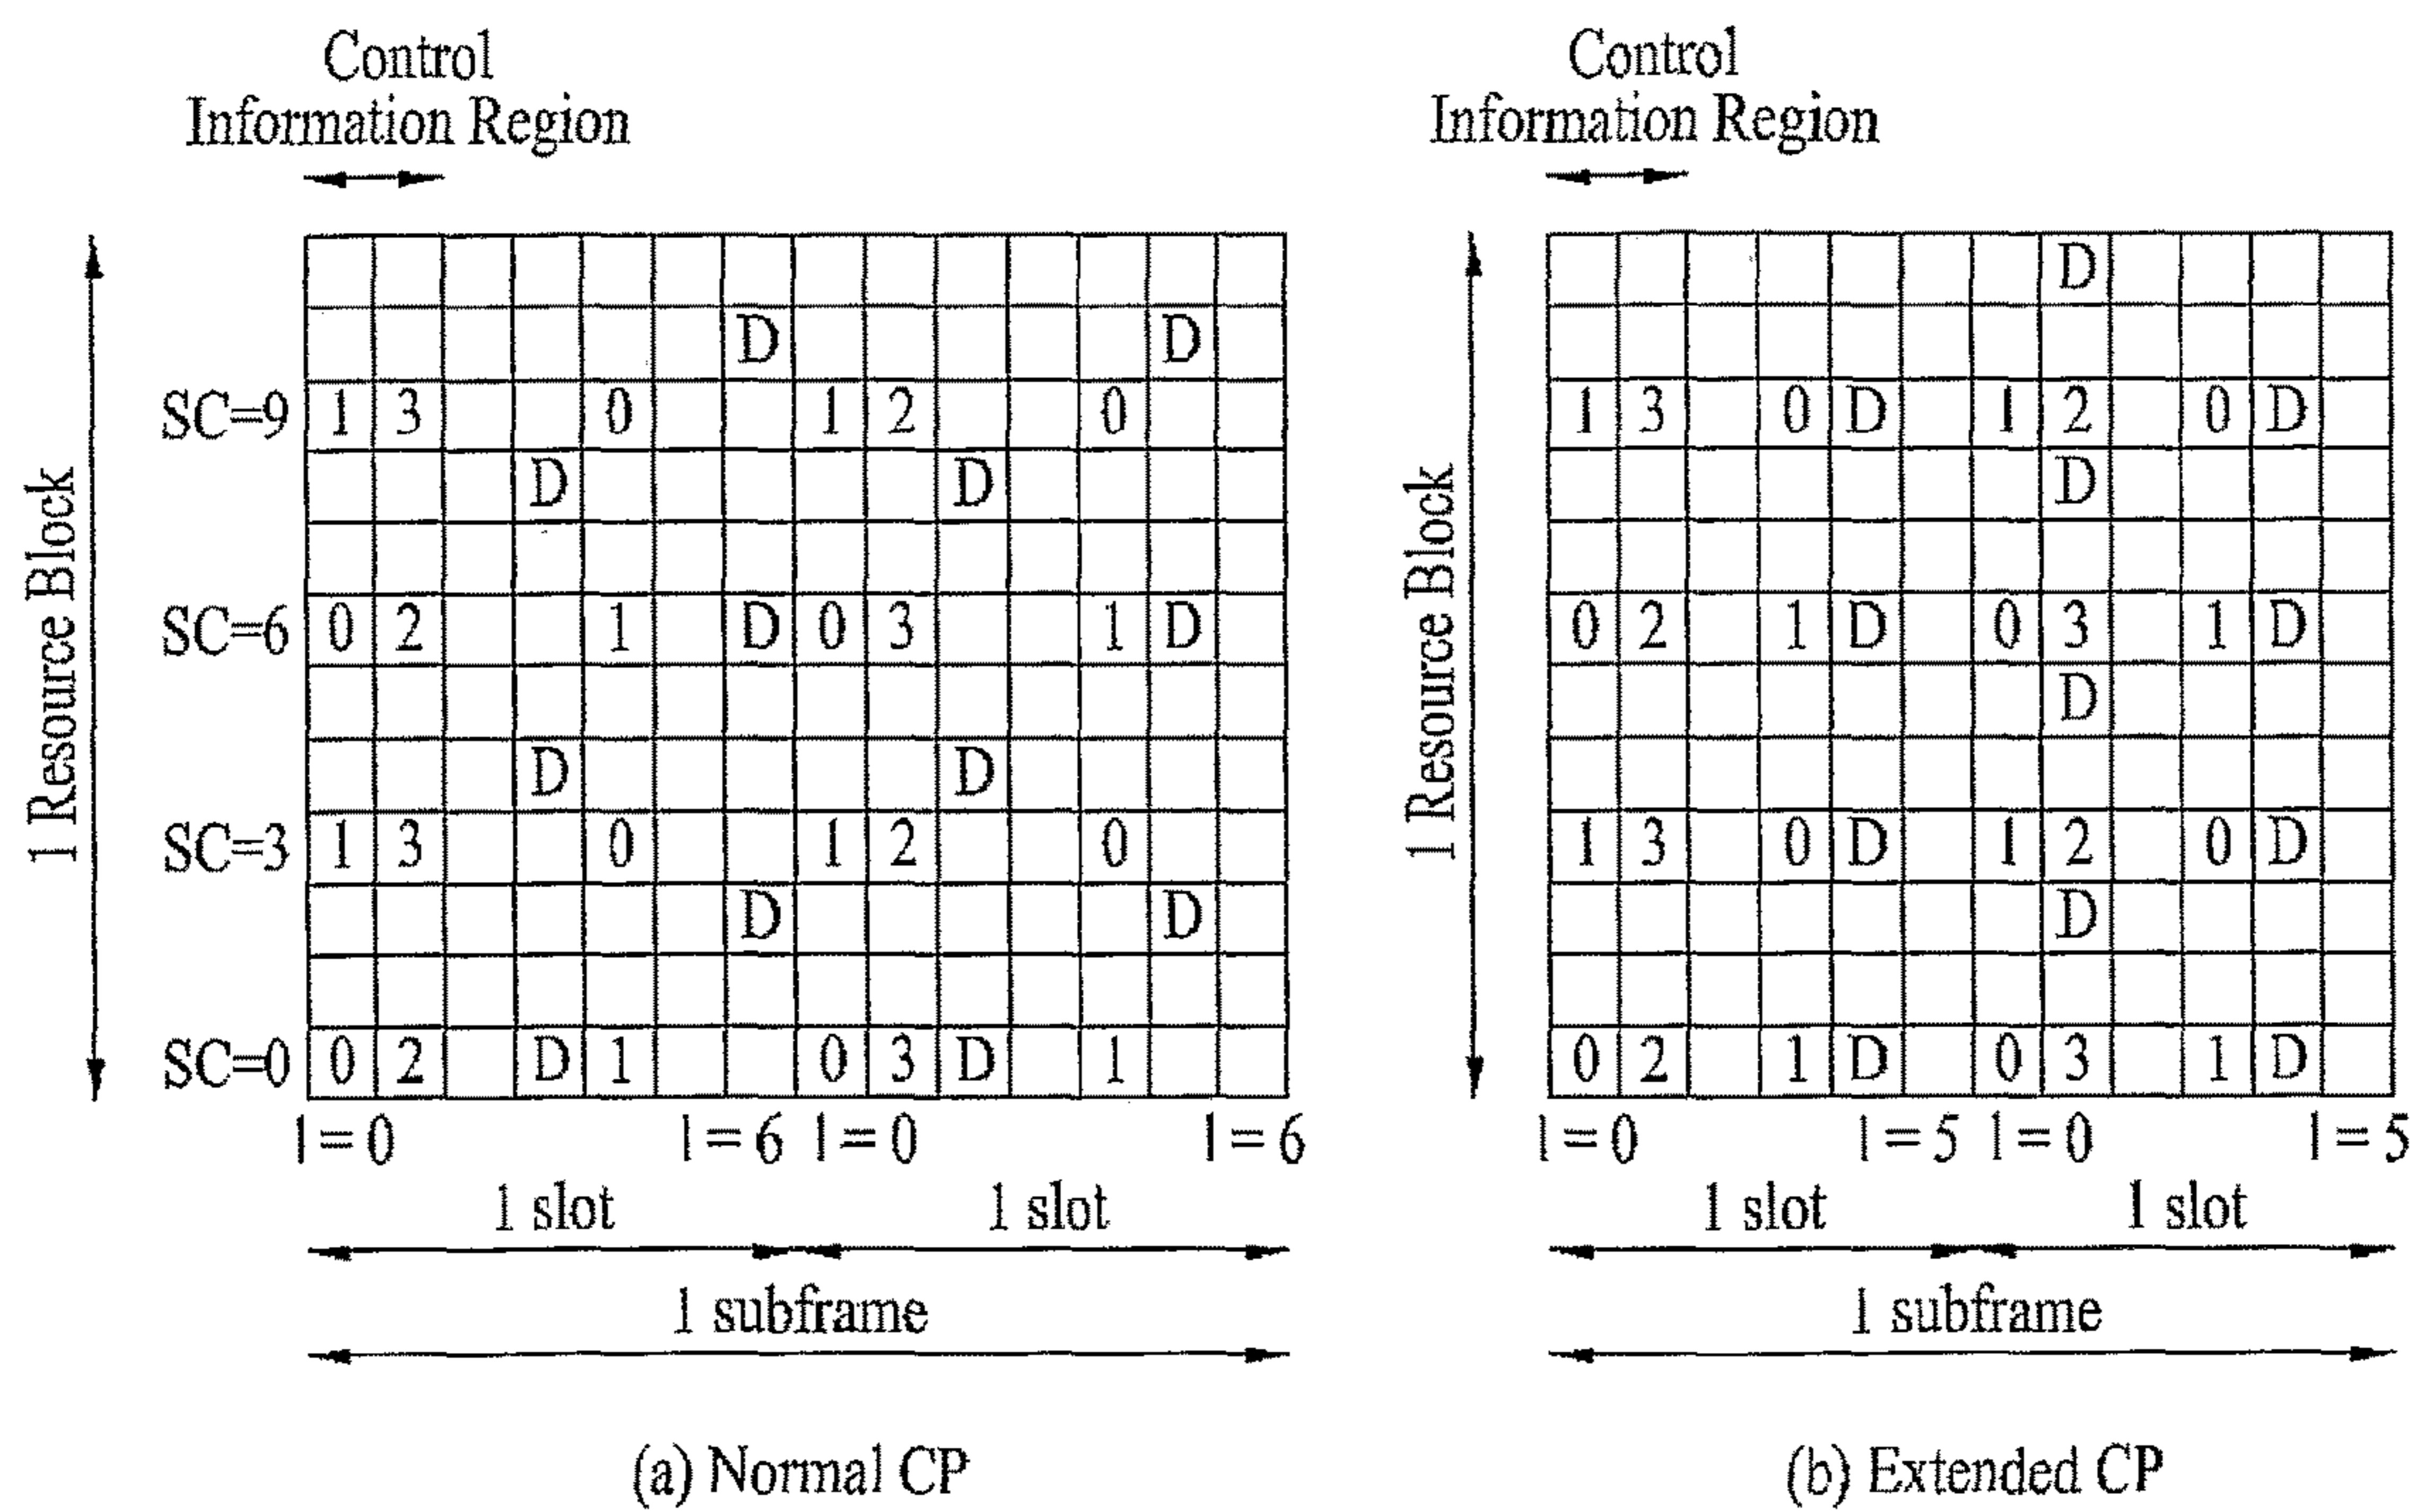 Control
Information Region
1 Resource Block
D D
SC=9 1 3 0 1 2 0
D D
SC=6 0 2 1 D 0 3 1 D
D D
SC=3 1 3 0 1 2 0
D D
SC=0 0 2 D 1 0 3 D 1
l = 0 l = 6 l = 0 l = 6
1 slot 1 slot
1 subframe
(a) Normal CP
Control
Information Region
1 Resource Block
D
1 3 0 D 1 2 0 D
D
0 2 1 D 0 3 1 D
D
1 3 0 D 1 2 0 D
D
0 2 1 D 0 3 1 D
l = 0 l = 5 l = 0 l = 5
1 slot 1 slot
1 subframe
(b) Extended CP